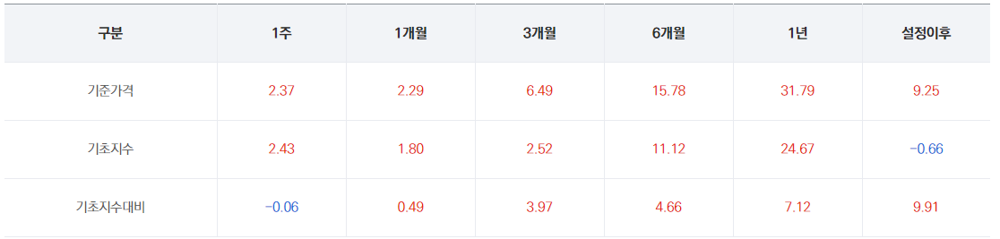 구분 1주 1개월 3개월 6개월 1년 설정이후
기준가격 2.37 2.29 6.49 15.78 31.79 9.25
기초지수 2.43 1.80 2.52 11.12 24.67 -0.66
기초지수대비 -0.06 0.49 3.97 4.66 7.12 9.91